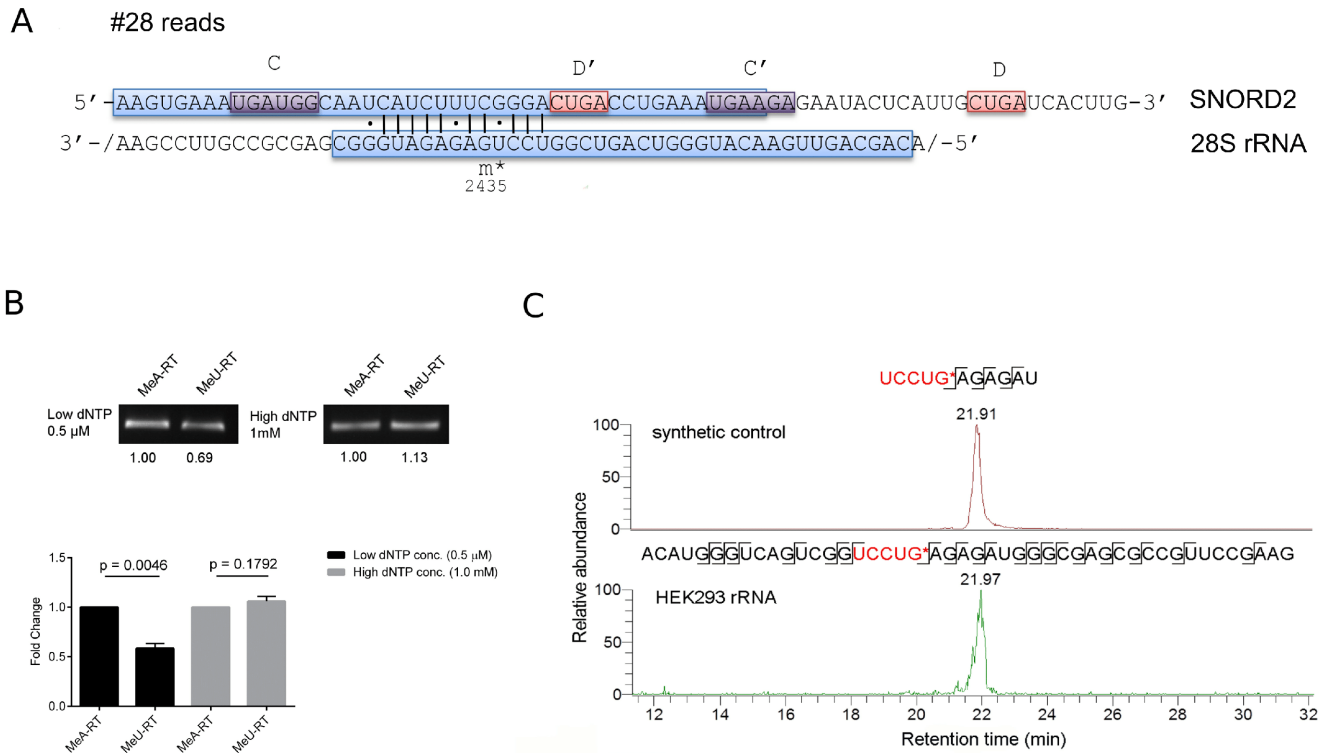 A
#28 reads
C D′ C′ D
5′-AAGUGAAAUGAUGGCAAUCAUCUUUCGGGACUGACCUGAAAUGAAGAGAAUACUCAUUGCUGAUCACUUG-3′ SNORD2
3′-/AAGCCUUGCCGCGAGCGGGUAGAGAGUCCUGGCUGACUGGGUACAAGUUGACGACA/-5′ 28S rRNA
m*
2435
B
MeA-RT MeU-RT MeA-RT MeU-RT
Low dNTP
0.5 µM
High dNTP
1mM
1.00 0.69 1.00 1.13
Fold Change
1.5
1.0
0.5
0.0
p = 0.0046 p = 0.1792
MeA-RT MeU-RT MeA-RT MeU-RT
Low dNTP conc. (0.5 µM)
High dNTP conc. (1.0 mM)
C
UCCUG*AGAGAU
21.91
synthetic control
100
50
0
Relative abundance
ACAUGGGUCAGUCGGUCCUG*AGAGAUGGGCGAGCGCCGUUCCGAAG
21.97
HEK293 rRNA
100
50
0
12 14 16 18 20 22 24 26 28 30 32
Retention time (min)